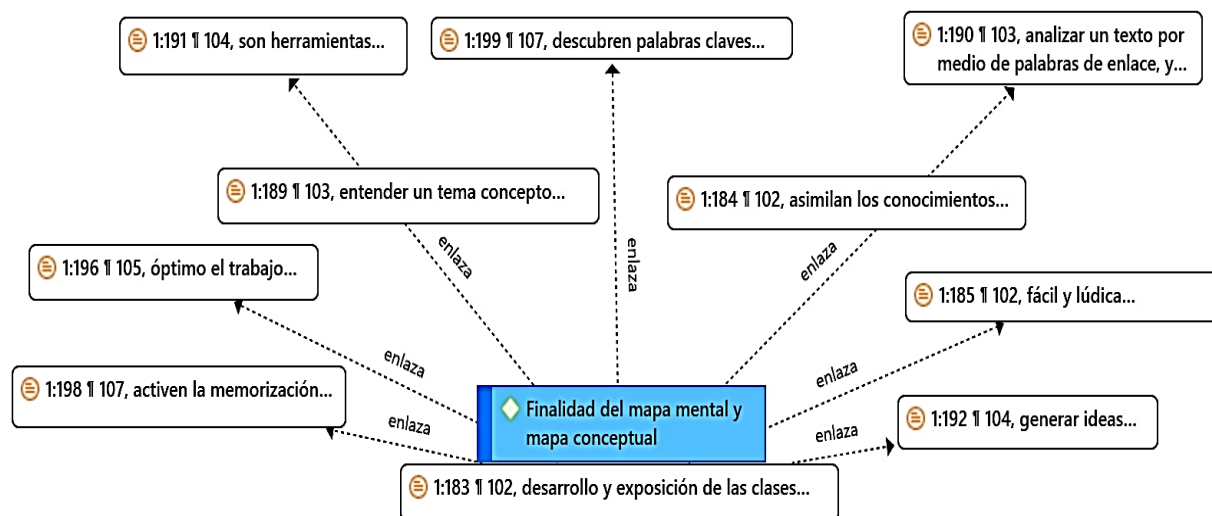 1:191 ¶ 104, son herramientas...
1:199 ¶ 107, descubren palabras claves...
1:190 ¶ 103, analizar un texto por
medio de palabras de enlace, y...
1:189 ¶ 103, entender un tema concepto...
1:184 ¶ 102, asimilan los conocimientos...
enlaza
enlaza
enlaza
1:196 ¶ 105, óptimo el trabajo...
1:185 ¶ 102, fácil y lúdica...
enlaza
enlaza
1:198 ¶ 107, activen la memorización...
Finalidad del mapa mental y
mapa conceptual
enlaza
enlaza
1:192 ¶ 104, generar ideas...
1:183 ¶ 102, desarrollo y exposición de las clases...